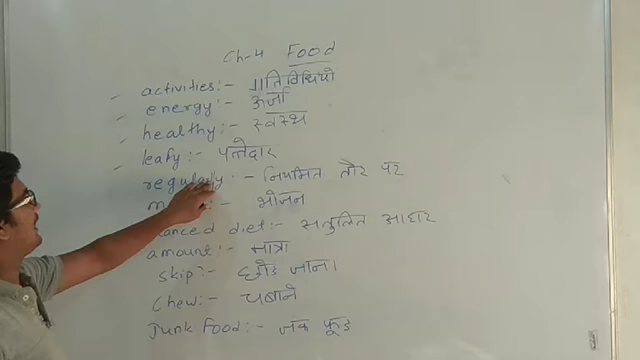 Ch-4 Food
activities:- गतिविधियाँ
energy:- ऊर्जा
healthy:- स्वस्थ
leafy:- पत्तेदार
regularly:- नियमित तौर पर
:- भोजन
anced diet:- सन्तुलित आहार
amount:- मात्रा
skip:- छोड़ जाना
chew:- चबाने
Junk Food:- जंक फूड